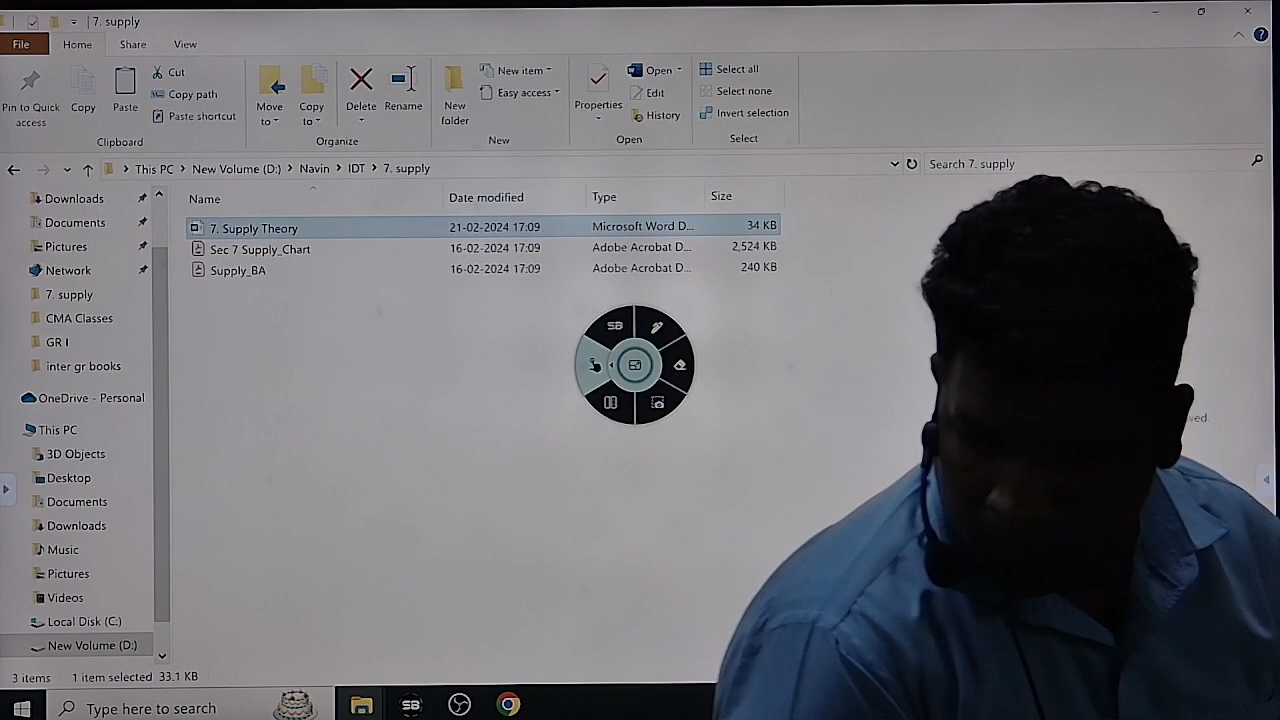 7. supply
File Home Share View
Pin to Quick access
Copy
Paste
Cut
Copy path
Paste shortcut
Clipboard
Move to
Copy to
Delete
Rename
Organize
New folder
New item
Easy access
New
Properties
Open
Edit
History
Open
Select all
Select none
Invert selection
Select
This PC > New Volume (D:) > Navin > IDT > 7. supply
Search 7. supply
Name Date modified Type Size
7. Supply Theory 21-02-2024 17:09 Microsoft Word D... 34 KB
Sec 7 Supply_Chart 16-02-2024 17:09 Adobe Acrobat D... 2,524 KB
Supply_BA 16-02-2024 17:09 Adobe Acrobat D... 240 KB
Downloads
Documents
Pictures
Network
7. supply
CMA Classes
GR I
inter gr books
OneDrive - Personal
This PC
3D Objects
Desktop
Documents
Downloads
Music
Pictures
Videos
Local Disk (C:)
New Volume (D:)
SB
3 items 1 item selected 33.1 KB
Type here to search
SB